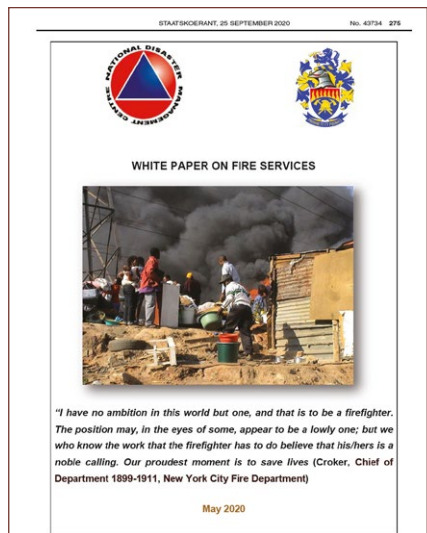 STAATSKOERANT, 25 SEPTEMBER 2020 No. 43734 275
NATIONAL DISASTER
MANAGEMENT CENTRE
WHITE PAPER ON FIRE SERVICES
“I have no ambition in this world but one, and that is to be a firefighter.
The position may, in the eyes of some, appear to be a lowly one; but we
who know the work that the firefighter has to do believe that his/hers is a
noble calling. Our proudest moment is to save lives (Croker, Chief of
Department 1899-1911, New York City Fire Department)
May 2020